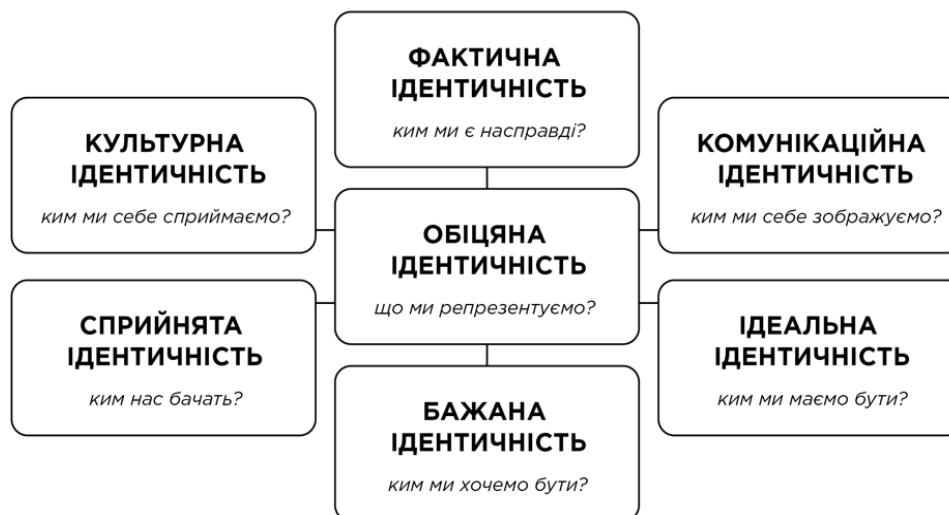 ФАКТИЧНА
ІДЕНТИЧНІСТЬ
ким ми є насправді?
КУЛЬТУРНА
ІДЕНТИЧНІСТЬ
ким ми себе сприймаємо?
КОМУНІКАЦІЙНА
ІДЕНТИЧНІСТЬ
ким ми себе зображуємо?
ОБІЦЯНА
ІДЕНТИЧНІСТЬ
що ми репрезентуємо?
СПРИЙНЯТА
ІДЕНТИЧНІСТЬ
ким нас бачать?
ІДЕАЛЬНА
ІДЕНТИЧНІСТЬ
ким ми маємо бути?
БАЖАНА
ІДЕНТИЧНІСТЬ
ким ми хочемо бути?